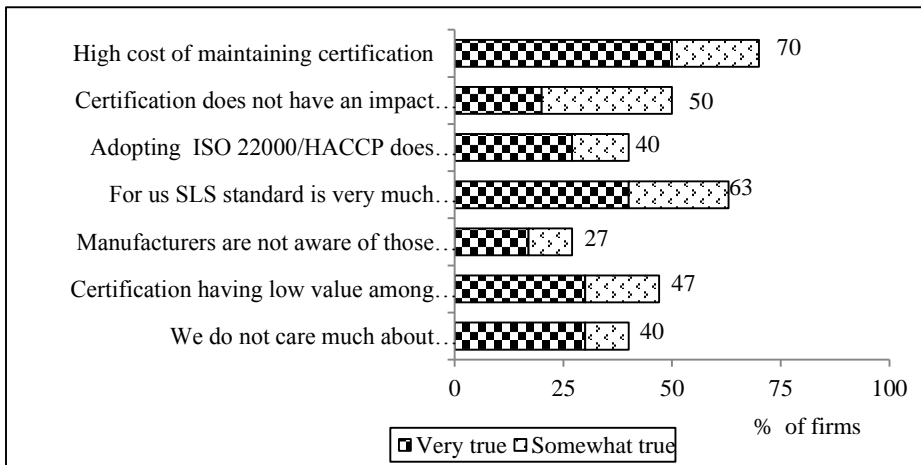 High cost of maintaining certification
70
Certification does not have an impact…
50
Adopting ISO 22000/HACCP does…
40
For us SLS standard is very much…
63
Manufacturers are not aware of those…
27
Certification having low value among…
47
We do not care much about…
40
0 25 50 75 100
% of firms
Very true Somewhat true